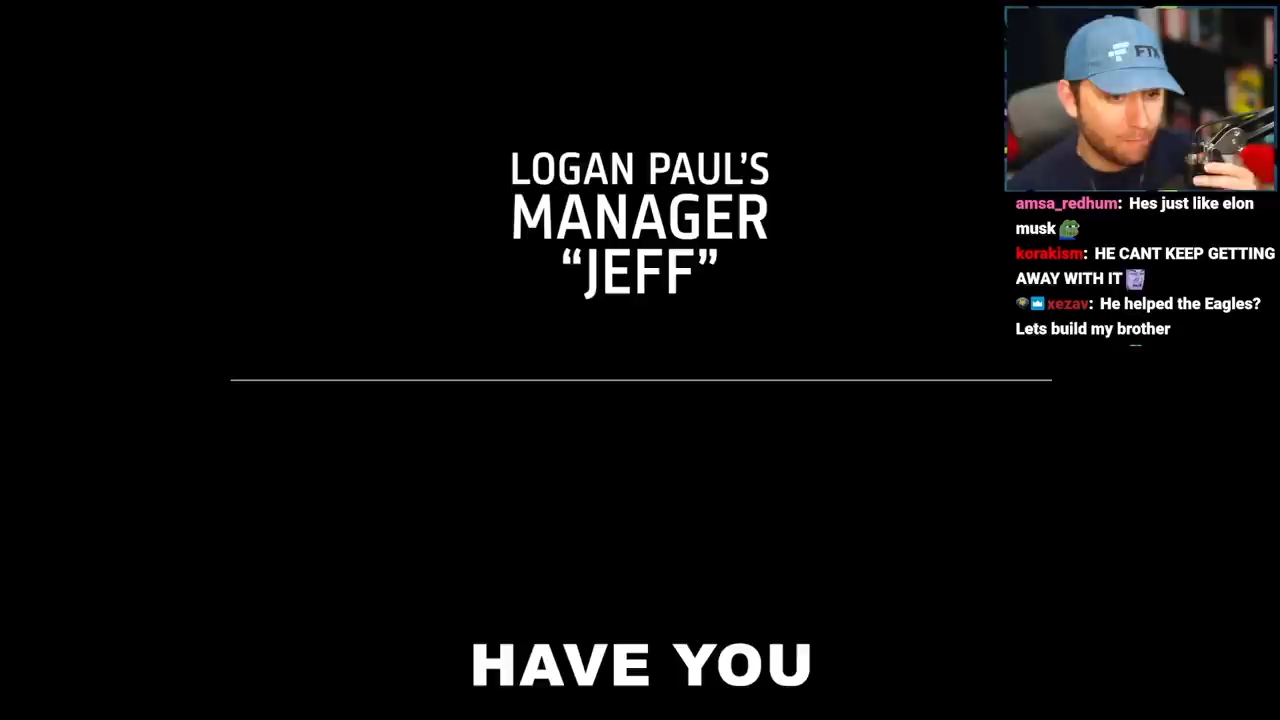 LOGAN PAUL'S
MANAGER
“JEFF”
HAVE YOU
FTX
amsa_redhum: Hes just like elon
musk
korakism: HE CANT KEEP GETTING
AWAY WITH IT
xezav: He helped the Eagles?
Lets build my brother